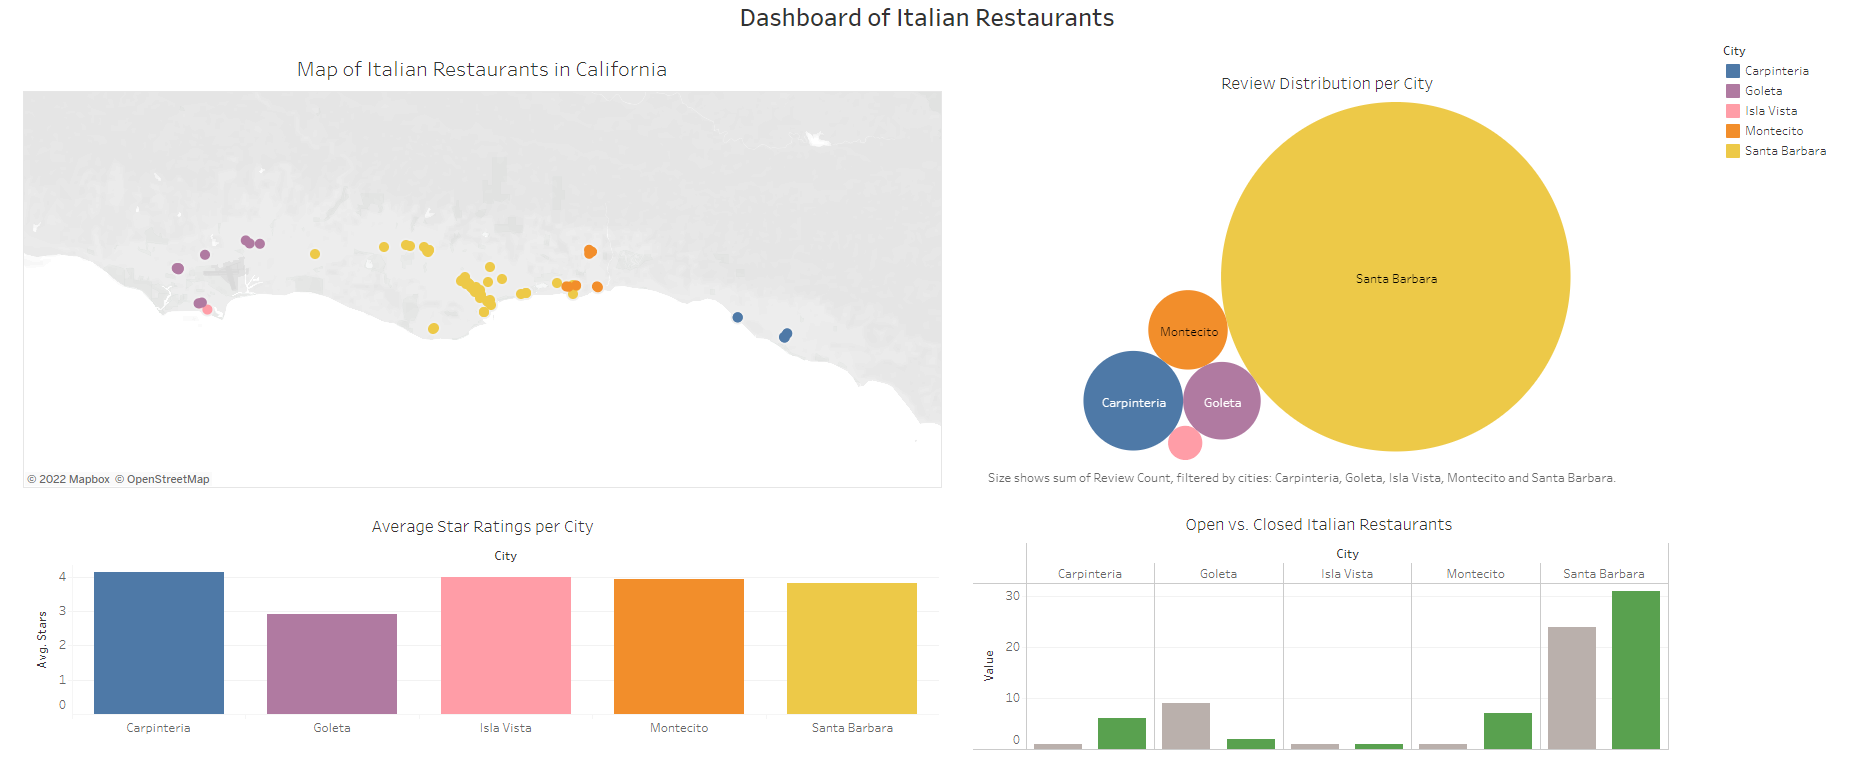 Dashboard of Italian Restaurants
Map of Italian Restaurants in California
© 2022 Mapbox © OpenStreetMap
Review Distribution per City
Santa Barbara
Montecito
Carpinteria
Goleta
Size shows sum of Review Count, filtered by cities: Carpinteria, Goleta, Isla Vista, Montecito and Santa Barbara.
City
Carpinteria
Goleta
Isla Vista
Montecito
Santa Barbara
Average Star Ratings per City
City
Avg. Stars
4
3
2
1
0
Carpinteria Goleta Isla Vista Montecito Santa Barbara
Open vs. Closed Italian Restaurants
City
Carpinteria Goleta Isla Vista Montecito Santa Barbara
Value
30
20
10
0